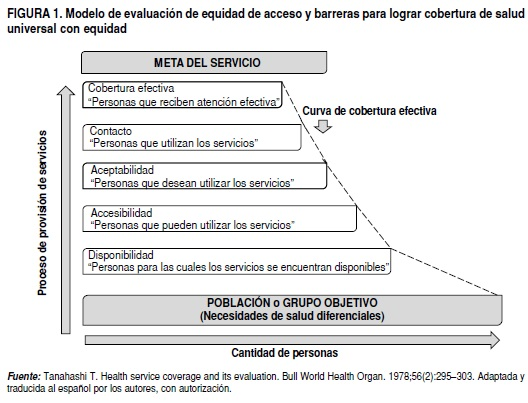 FIGURA 1. Modelo de evaluación de equidad de acceso y barreras para lograr cobertura de salud
universal con equidad
META DEL SERVICIO
Cobertura efectiva
“Personas que reciben atención efectiva”
Curva de cobertura efectiva
Contacto
“Personas que utilizan los servicios”
Aceptabilidad
“Personas que desean utilizar los servicios”
Accesibilidad
“Personas que pueden utilizar los servicios”
Disponibilidad
“Personas para las cuales los servicios se encuentran disponibles”
Proceso de provisión de servicios
POBLACIÓN o GRUPO OBJETIVO
(Necesidades de salud diferenciales)
Cantidad de personas
Fuente: Tanahashi T. Health service coverage and its evaluation. Bull World Health Organ. 1978;56(2):295–303. Adaptada y
traducida al español por los autores, con autorización.